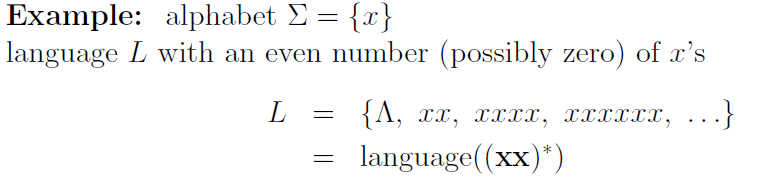 Example: alphabet Σ = {x}
language L with an even number (possibly zero) of x's
L = {Λ, xx, xxxx, xxxxxx, ...}
= language((xx)*)